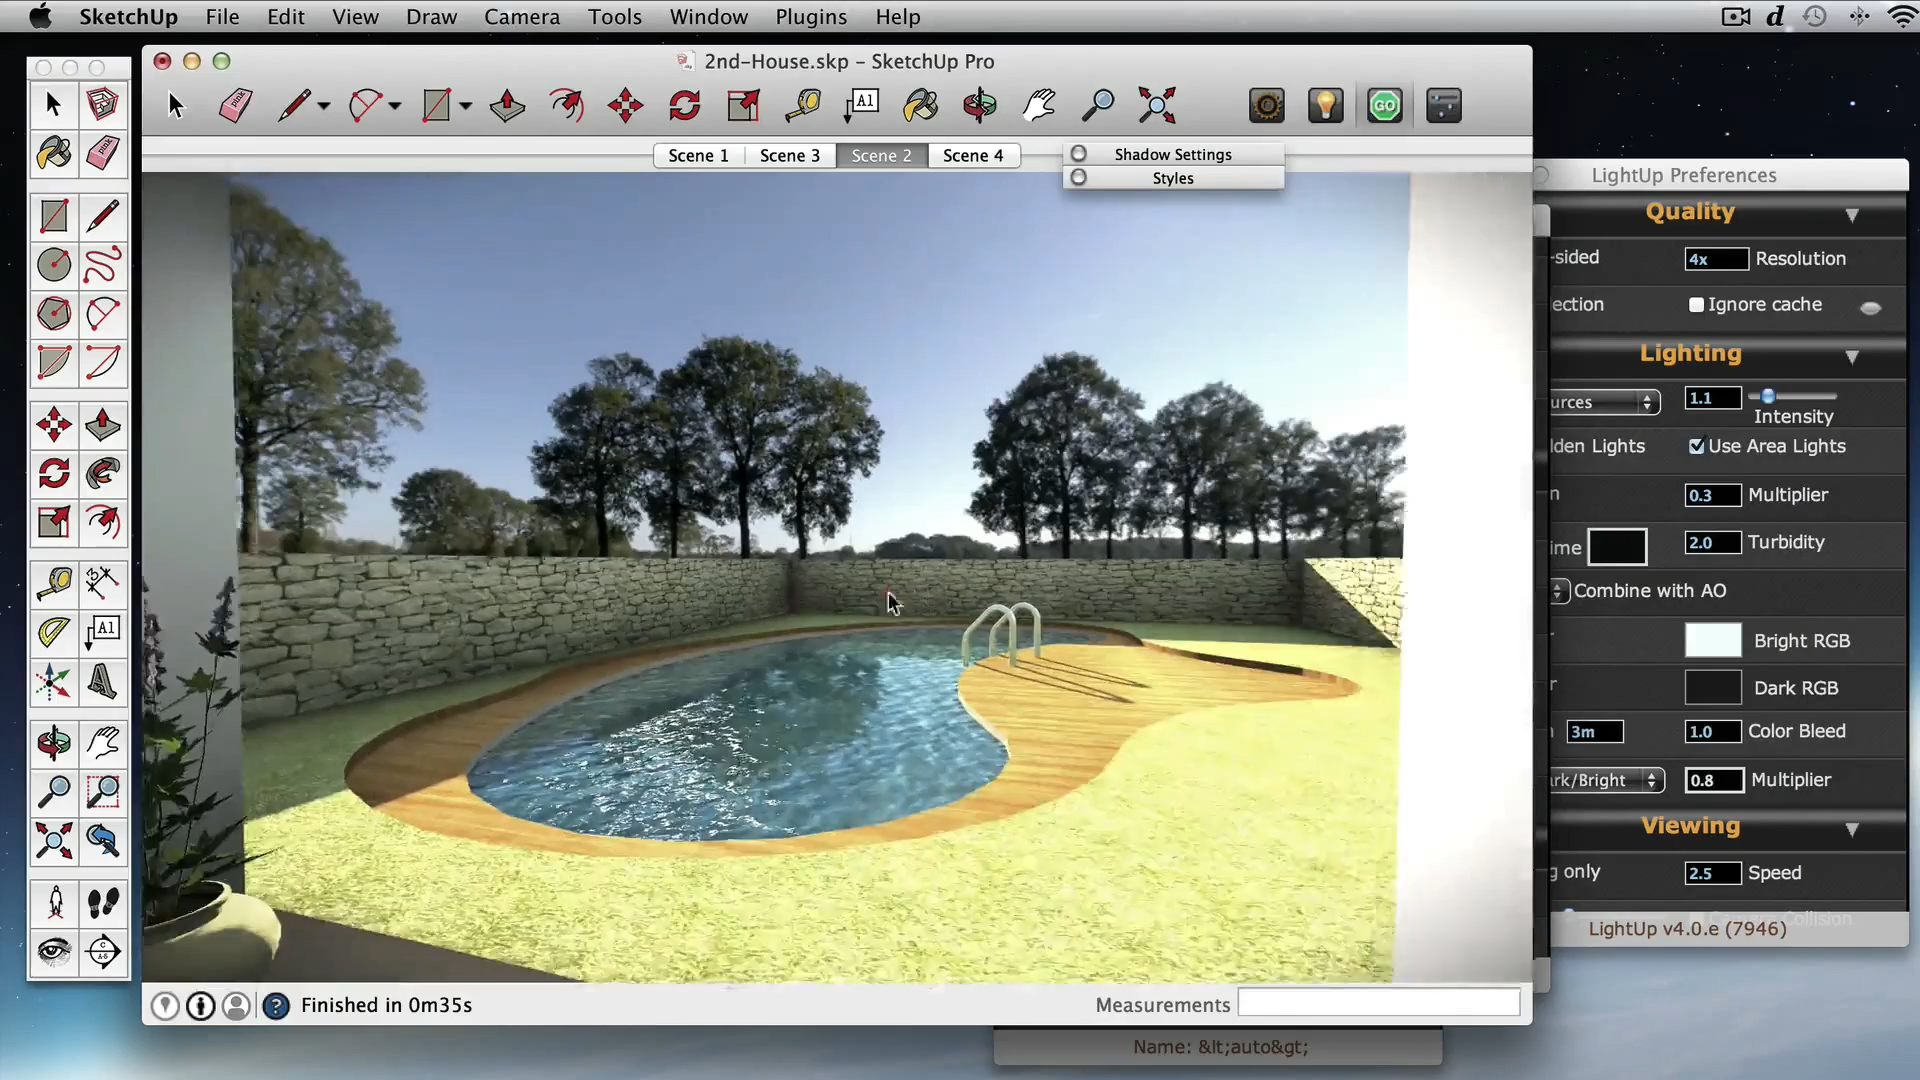 SketchUp File Edit View Draw Camera Tools Window Plugins Help
2nd-House.skp – SketchUp Pro
A1
GO
Scene 1 Scene 3 Scene 2 Scene 4
Shadow Settings
Styles
A1
Finished in 0m35s
Measurements
LightUp Preferences
Quality
-sided 4x Resolution
ection Ignore cache
Lighting
urces 1.1
Intensity
den Lights Use Area Lights
n 0.3 Multiplier
ime 2.0 Turbidity
Combine with AO
r Bright RGB
r Dark RGB
3m 1.0 Color Bleed
rk/Bright 0.8 Multiplier
Viewing
g only 2.5 Speed
Camera Collision
LightUp v4.0.e (7946)
Name: &lt;auto&gt;